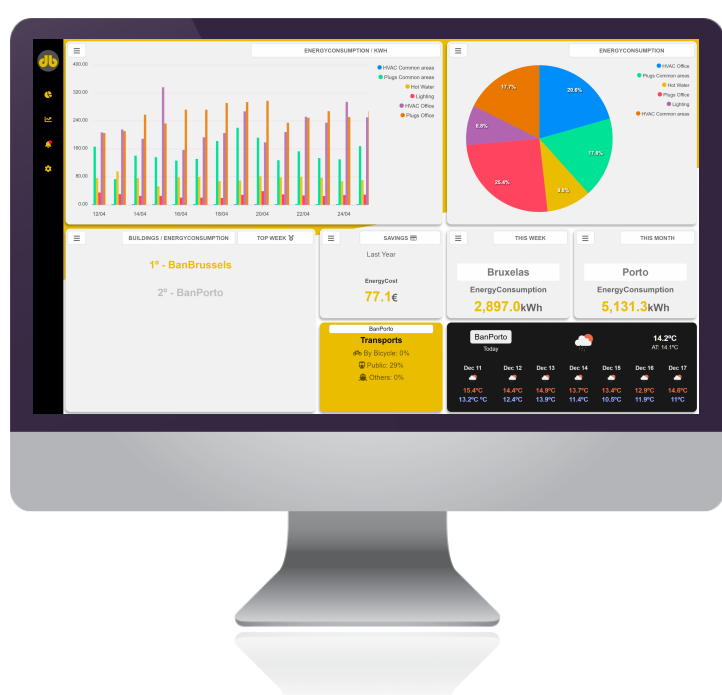 db
ENERGYCONSUMPTION / KWH
400.00
320.00
240.00
160.00
80.00
0.00
12/04 14/04 16/04 18/04 20/04 22/04 24/04
HVAC Common areas
Plugs Common areas
Hot Water
Lighting
HVAC Office
Plugs Office
ENERGYCONSUMPTION
HVAC Office
Plugs Common areas
Hot Water
Plugs Office
Lighting
HVAC Common areas
17.7%
20.6%
8.8%
25.4%
BUILDINGS / ENERGYCONSUMPTION TOP WEEK
1º - BanBrussels
2º - BanPorto
SAVINGS
Last Year
EnergyCost
77.1€
THIS WEEK
Bruxelas
EnergyConsumption
2,897.0kWh
THIS MONTH
Porto
EnergyConsumption
5,131.3kWh
BanPorto
Transports
By Bicycle: 0%
Public: 29%
Others: 0%
BanPorto
Today
14.2ºC
AT: 14.1ºC
Dec 11 Dec 12 Dec 13 Dec 14 Dec 15 Dec 16 Dec 17
15.4ºC 14.4ºC 14.9ºC 13.7ºC 13.4ºC 12.9ºC 14.6ºC
13.2ºC ºC 12.4ºC 13.9ºC 11.4ºC 10.5ºC 11.9ºC 11ºC